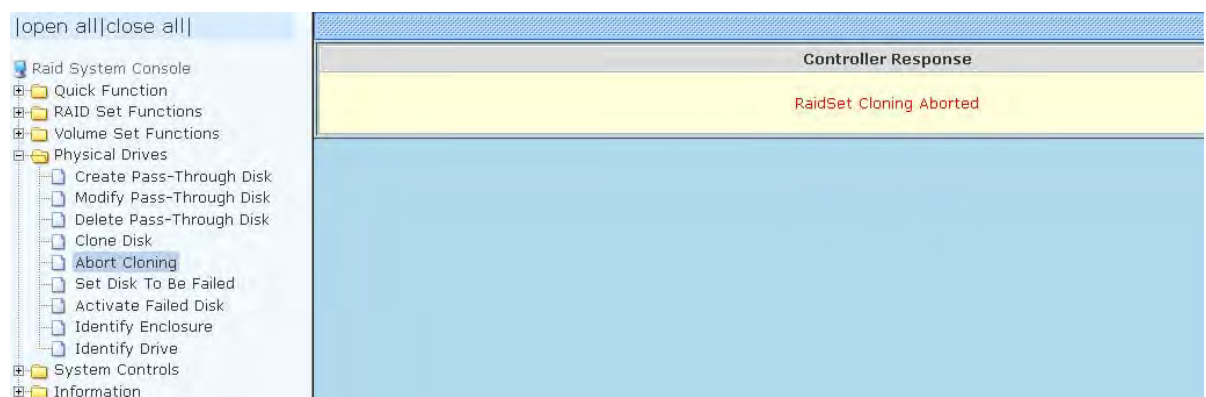 |open all|close all|
Raid System Console
Quick Function
RAID Set Functions
Volume Set Functions
Physical Drives
Create Pass-Through Disk
Modify Pass-Through Disk
Delete Pass-Through Disk
Clone Disk
Abort Cloning
Set Disk To Be Failed
Activate Failed Disk
Identify Enclosure
Identify Drive
System Controls
Information
Controller Response
RaidSet Cloning Aborted